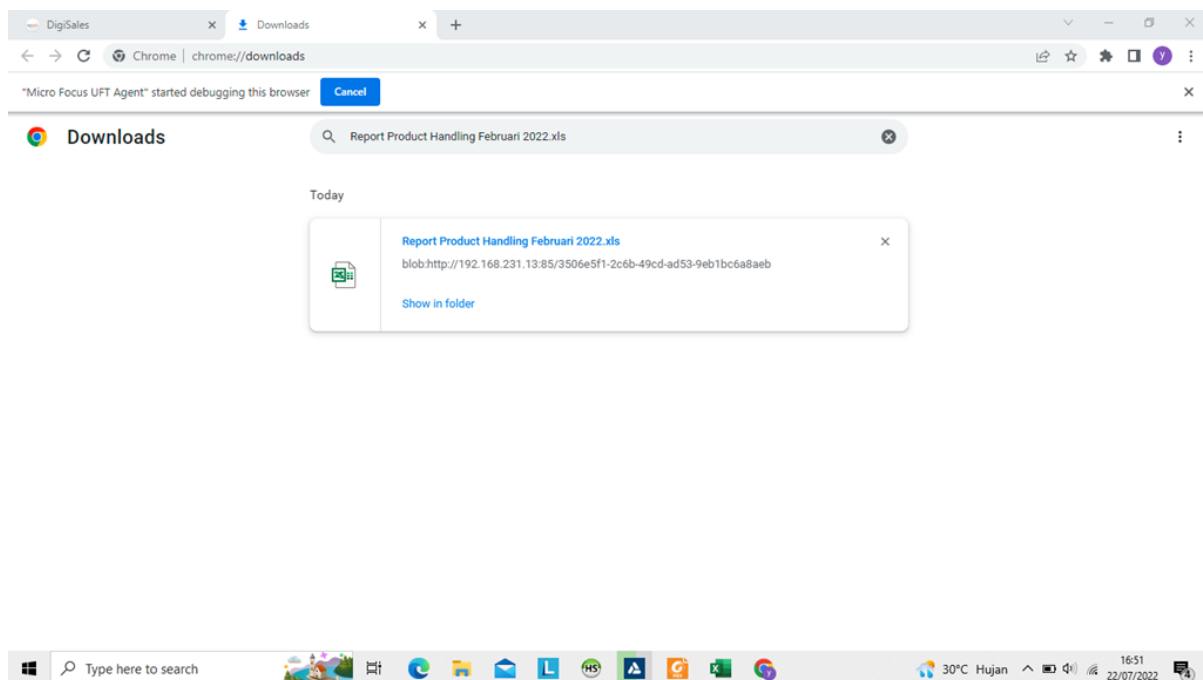 DigiSales
Downloads
Chrome | chrome://downloads
y
"Micro Focus UFT Agent" started debugging this browser
Cancel
Downloads
Report Product Handling Februari 2022.xls
Today
Report Product Handling Februari 2022.xls
blob:http://192.168.231.13:85/3506e5f1-2c6b-49cd-ad53-9eb1bc6a8aeb
Show in folder
Type here to search
L
HS
30°C Hujan
16:51
22/07/2022
4